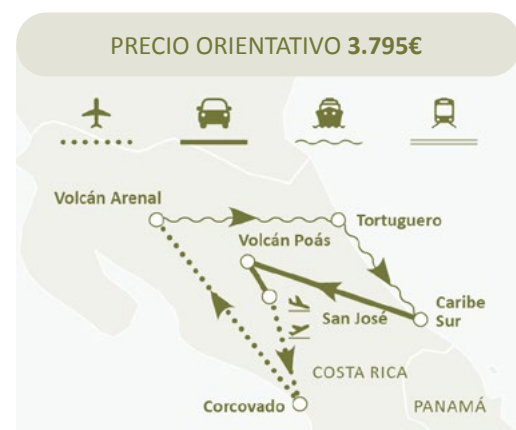 PRECIO ORIENTATIVO 3.795€
Volcán Arenal
Tortuguero
Volcán Poás
San José
Caribe
Sur
COSTA RICA
Corcovado
PANAMÁ